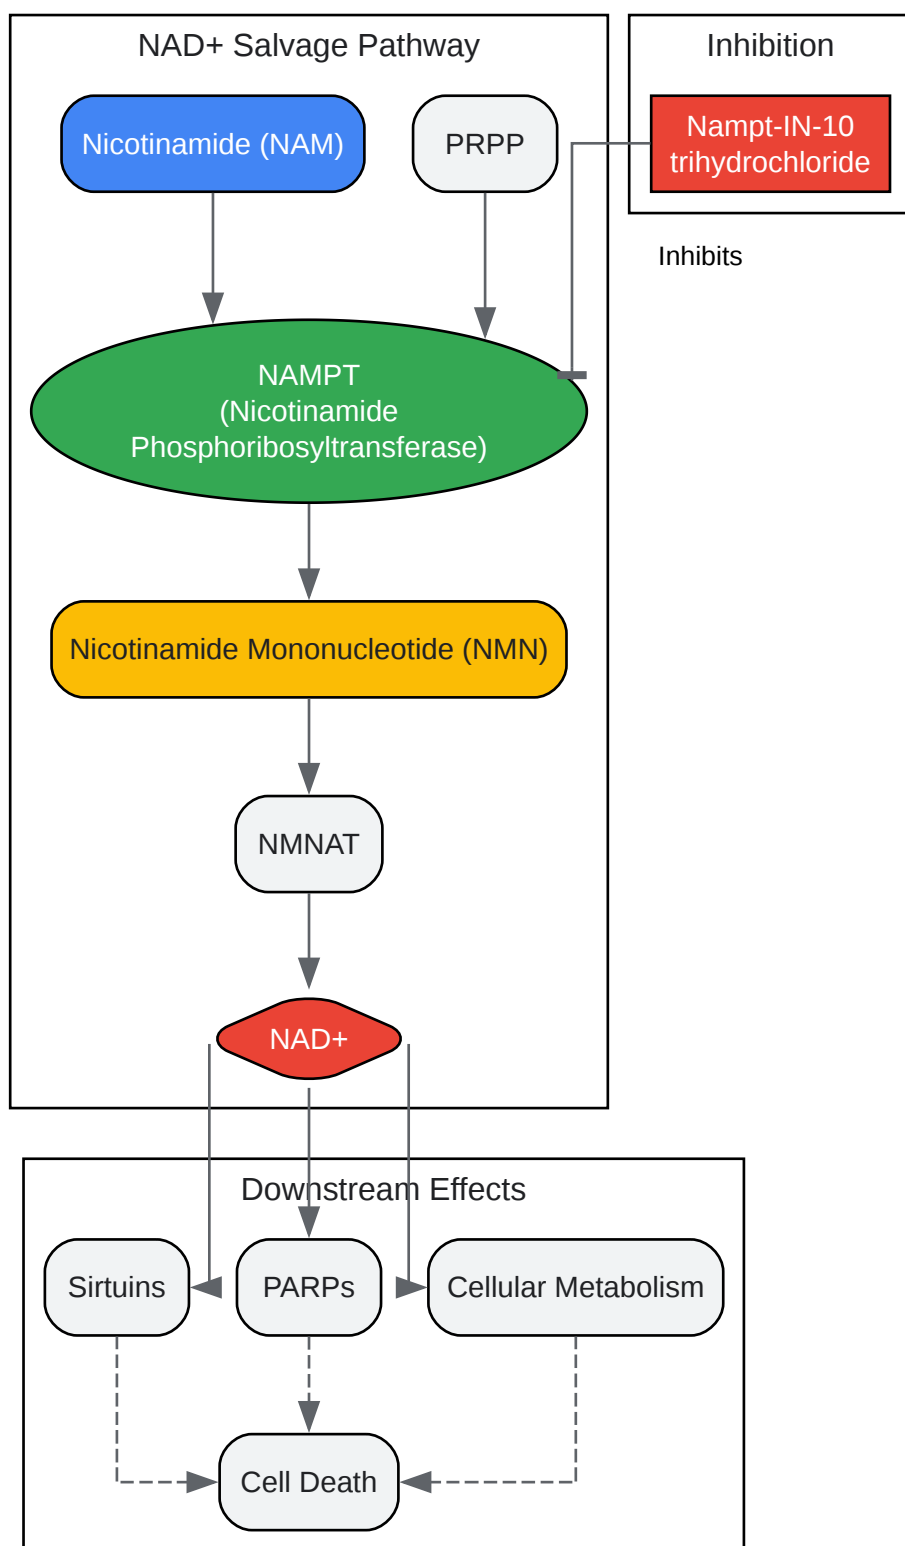 NAD+ Salvage Pathway
Inhibition
Nicotinamide (NAM)
PRPP
Nampt-IN-10
trihydrochloride
Inhibits
NAMPT
(Nicotinamide
Phosphoribosyltransferase)
Nicotinamide Mononucleotide (NMN)
NMNAT
NAD+
Downstream Effects
Sirtuins
PARPs
Cellular Metabolism
Cell Death